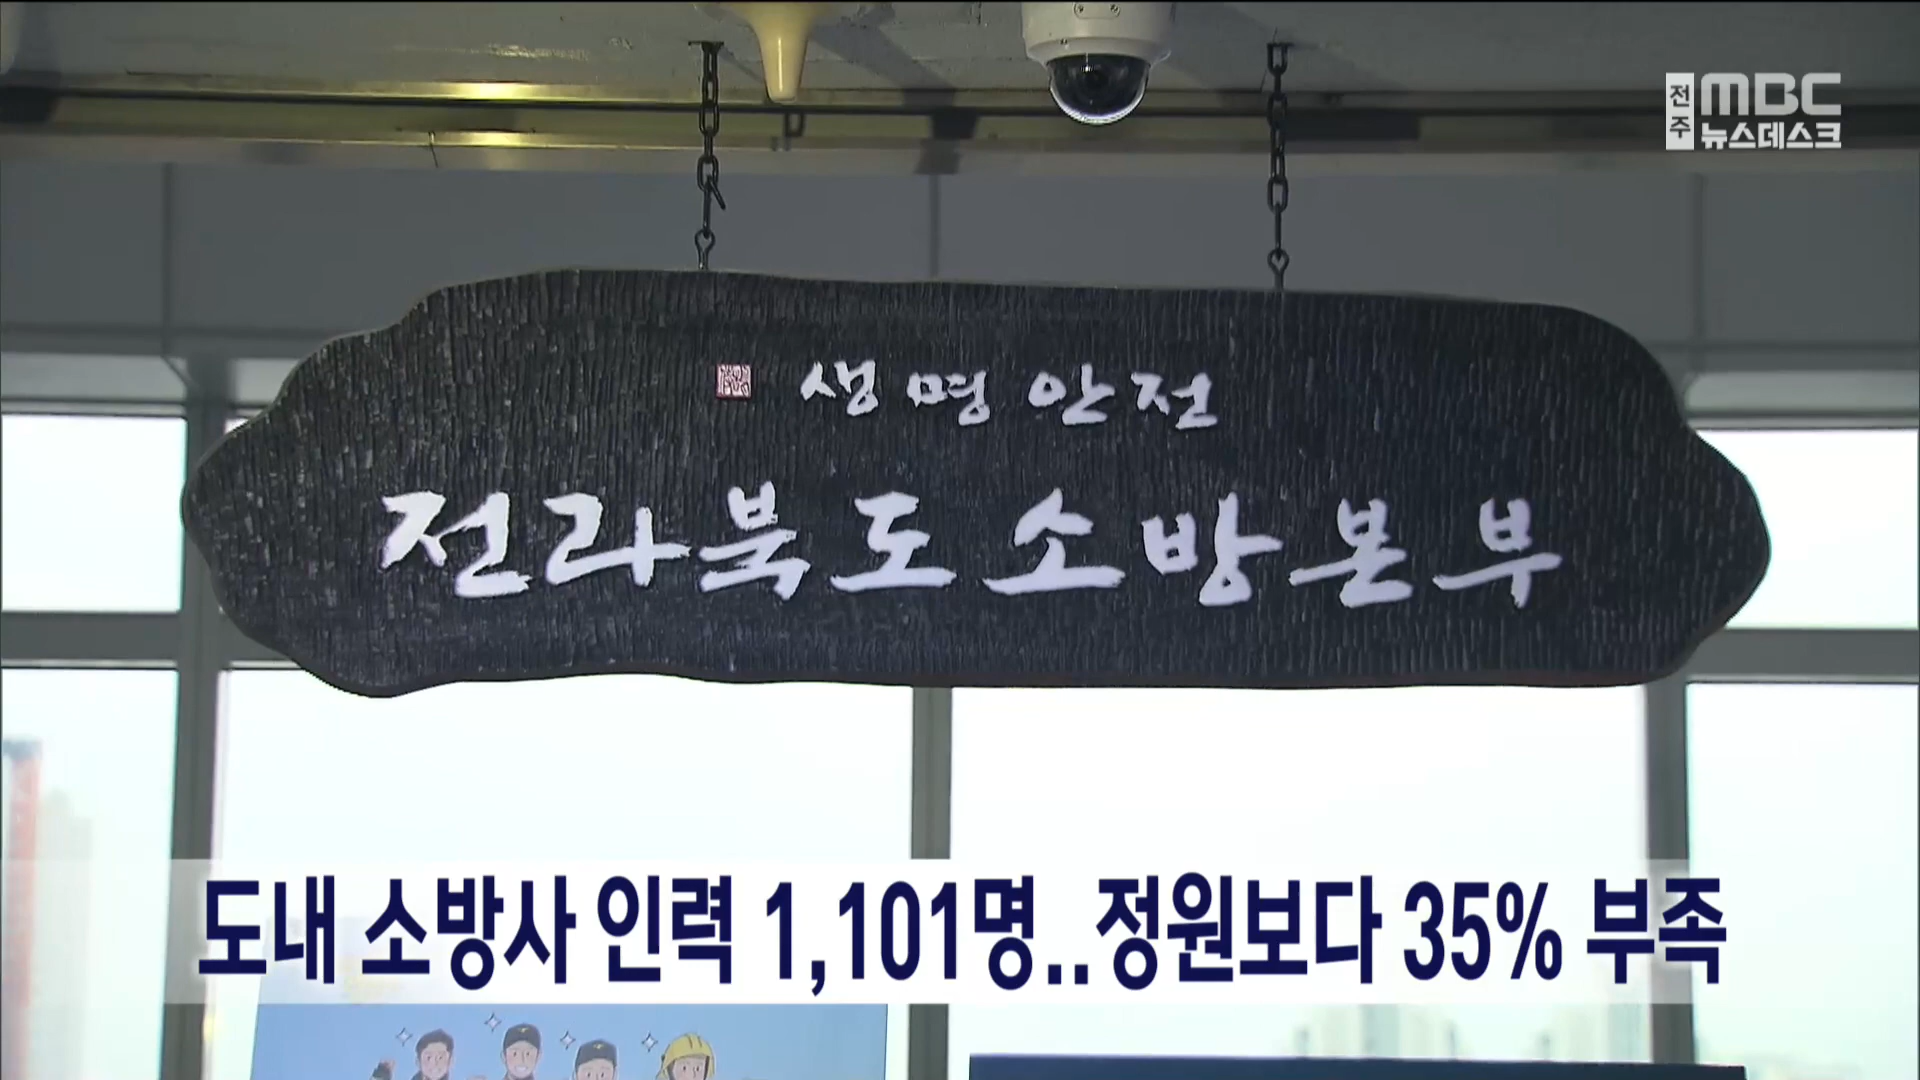 전주 MBC
뉴스데스크
생명안전
전라북도소방본부
도내 소방사 인력 1,101명..정원보다 35% 부족